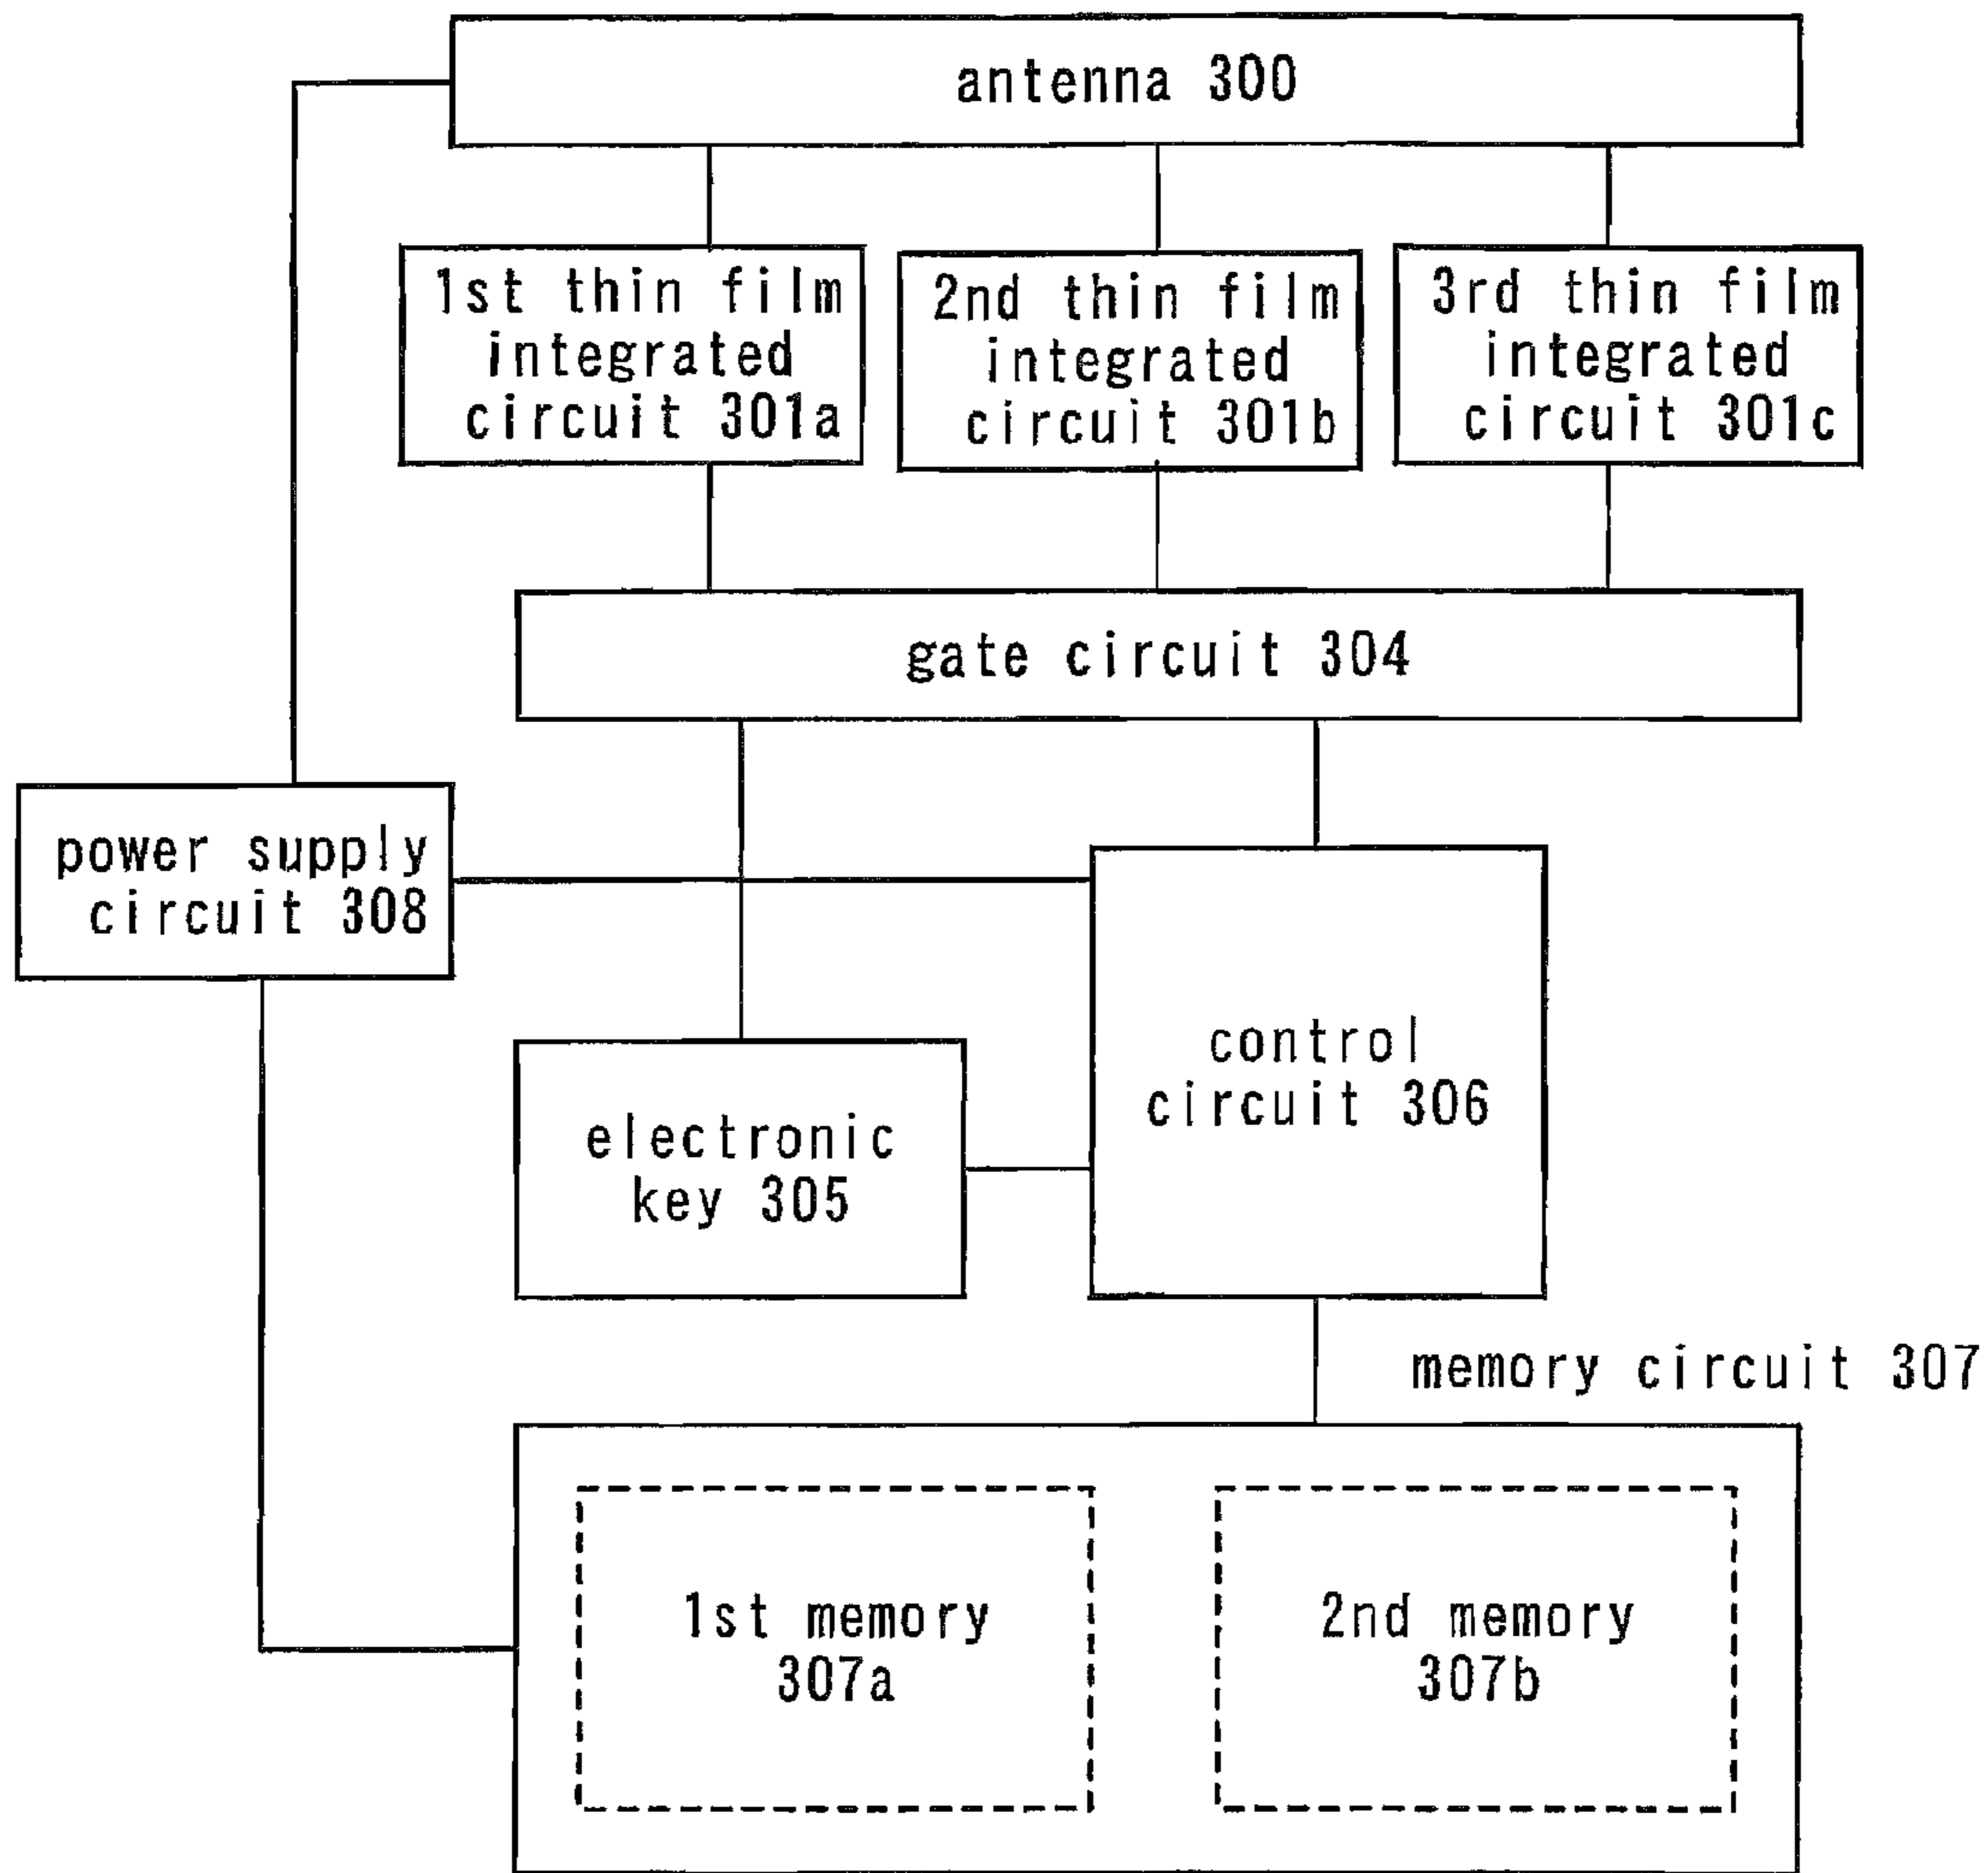 antenna 300
1st thin film
integrated
circuit 301a
2nd thin film
integrated
circuit 301b
3rd thin film
integrated
circuit 301c
gate circuit 304
power supply
circuit 308
control
circuit 306
electronic
key 305
memory circuit 307
1st memory
307a
2nd memory
307b